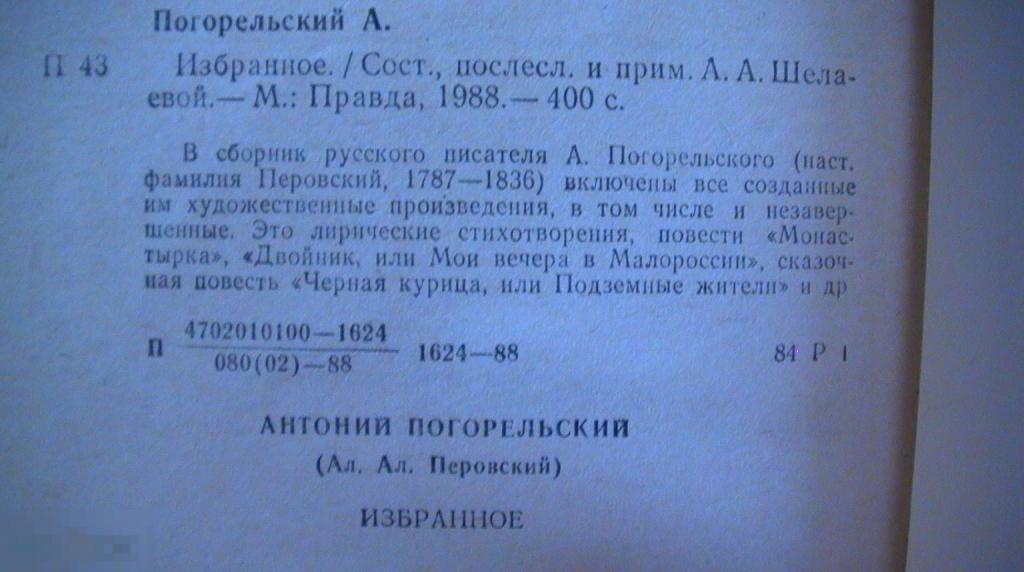 Погорельский А.
П 43 Избранное. / Сост., послесл. и прим. А. А. Шела-
евой.— М.: Правда, 1988.— 400 с.
В сборник русского писателя А. Погорельского (наст.
фамилия Перовский, 1787—1836) включены все созданные
им художественные произведения, в том числе и незавер-
шенные. Это лирические стихотворения, повести «Монас-
тырка», «Двойник, или Мои вечера в Малороссии», сказоч-
ная повесть «Черная курица, или Подземные жители» и др
4702010100—1624
П 1624—88 84 Р 1
080(02)—88
АНТОНИЙ ПОГОРЕЛЬСКИЙ
(Ал. Ал. Перовский)
ИЗБРАННОЕ